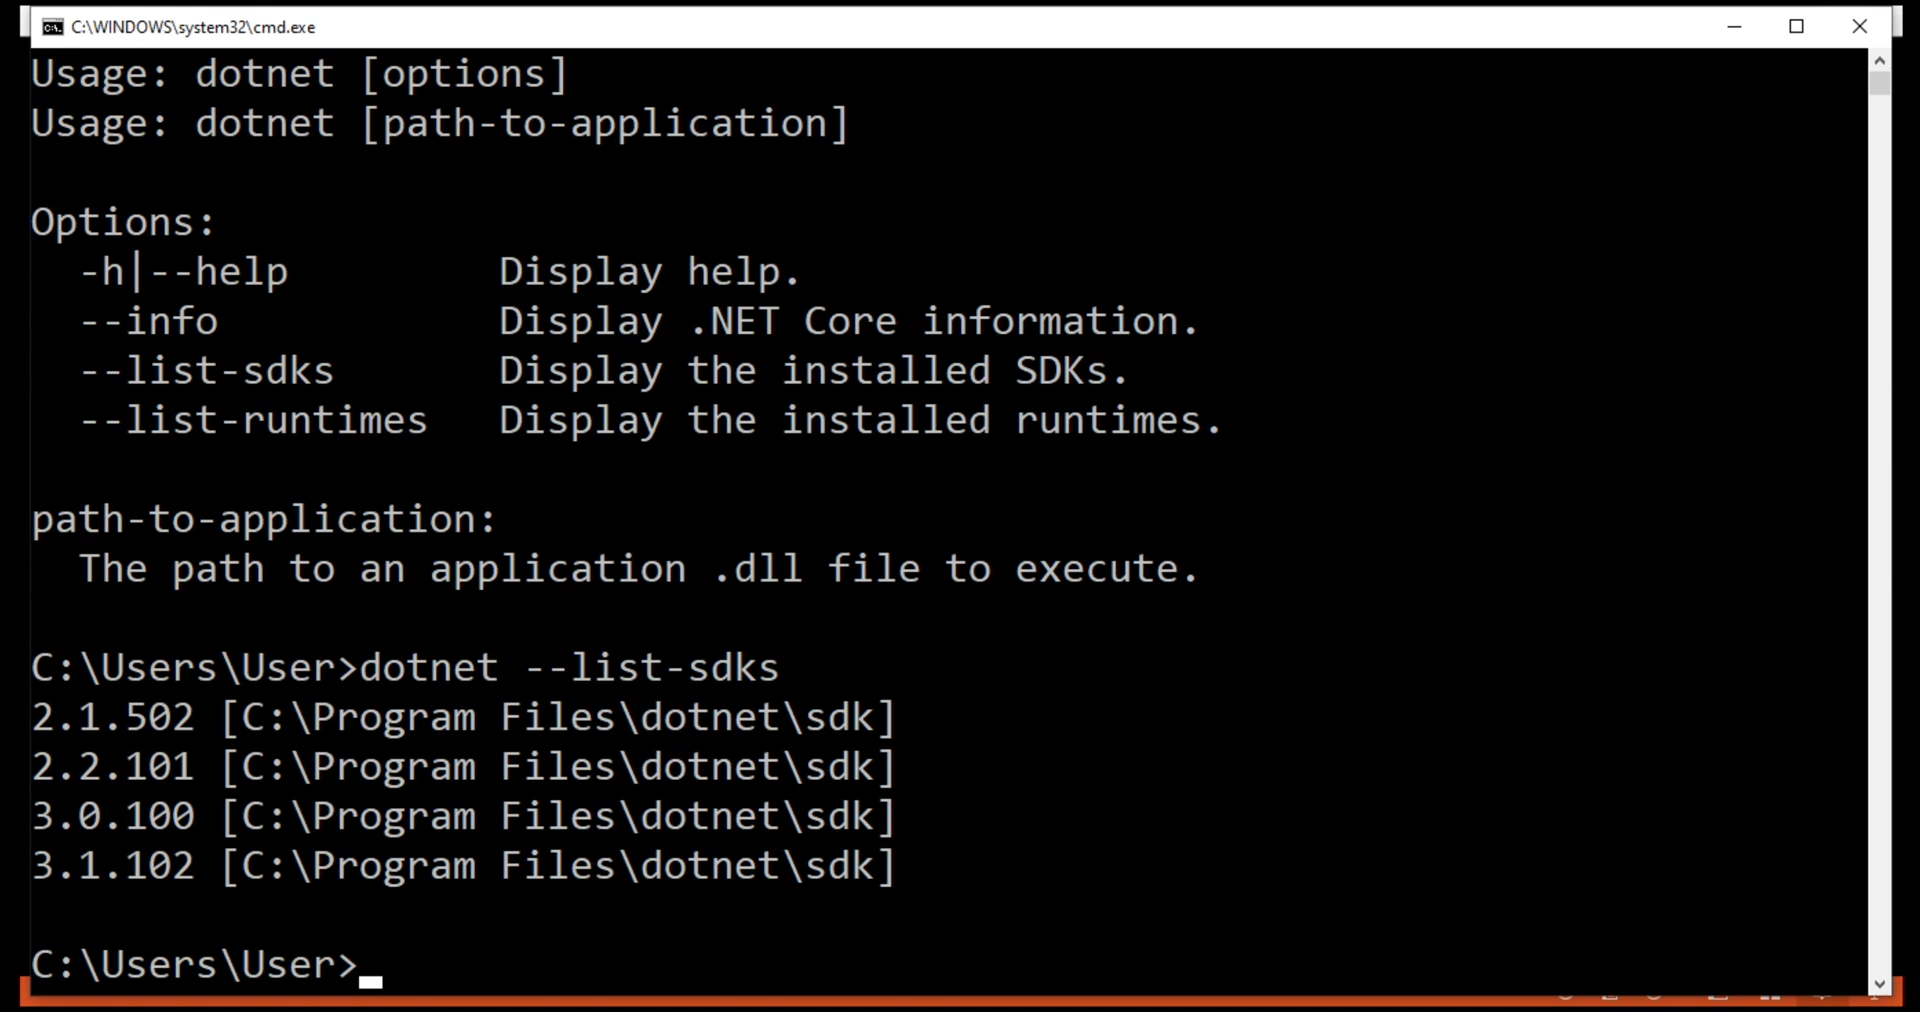 C:\WINDOWS\system32\cmd.exe
Usage: dotnet [options]
Usage: dotnet [path-to-application]
Options:
-h|--help Display help.
--info Display .NET Core information.
--list-sdks Display the installed SDKs.
--list-runtimes Display the installed runtimes.
path-to-application:
The path to an application .dll file to execute.
C:\Users\User>dotnet --list-sdks
2.1.502 [C:\Program Files\dotnet\sdk]
2.2.101 [C:\Program Files\dotnet\sdk]
3.0.100 [C:\Program Files\dotnet\sdk]
3.1.102 [C:\Program Files\dotnet\sdk]
C:\Users\User>